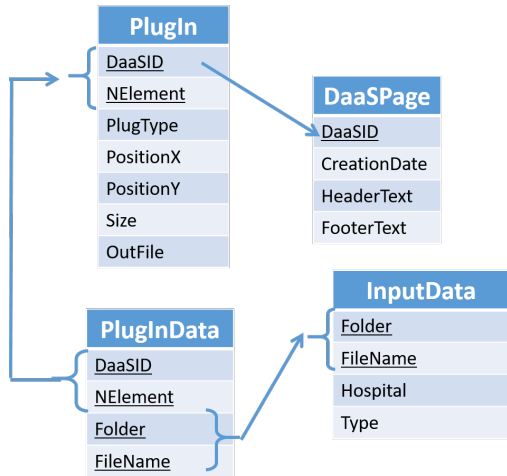 PlugIn
DaaSID
NElement
PlugType
PositionX
PositionY
Size
OutFile
DaaSPage
DaaSID
CreationDate
HeaderText
FooterText
PlugInData
DaaSID
NElement
Folder
FileName
InputData
Folder
FileName
Hospital
Type